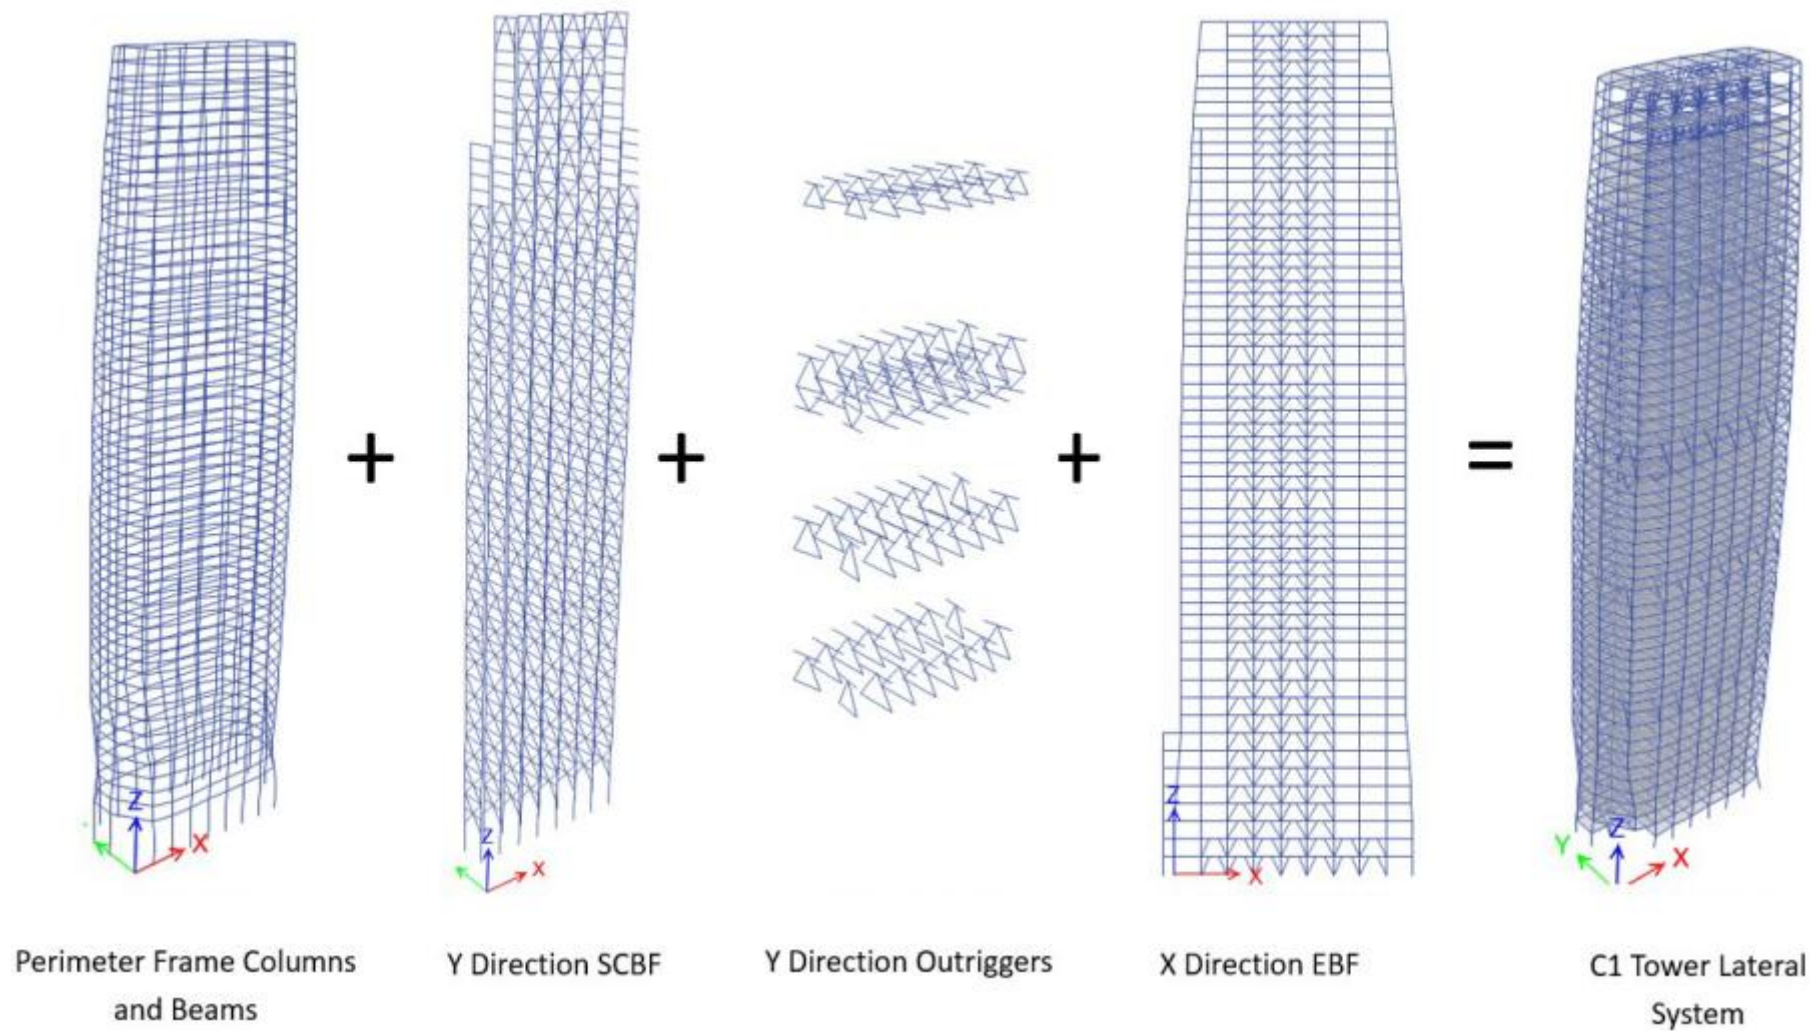 +
+
+
=
Z
X
Z
X
Z
X
Y
Z
X
Perimeter Frame Columns
and Beams
Y Direction SCBF
Y Direction Outriggers
X Direction EBF
C1 Tower Lateral
System